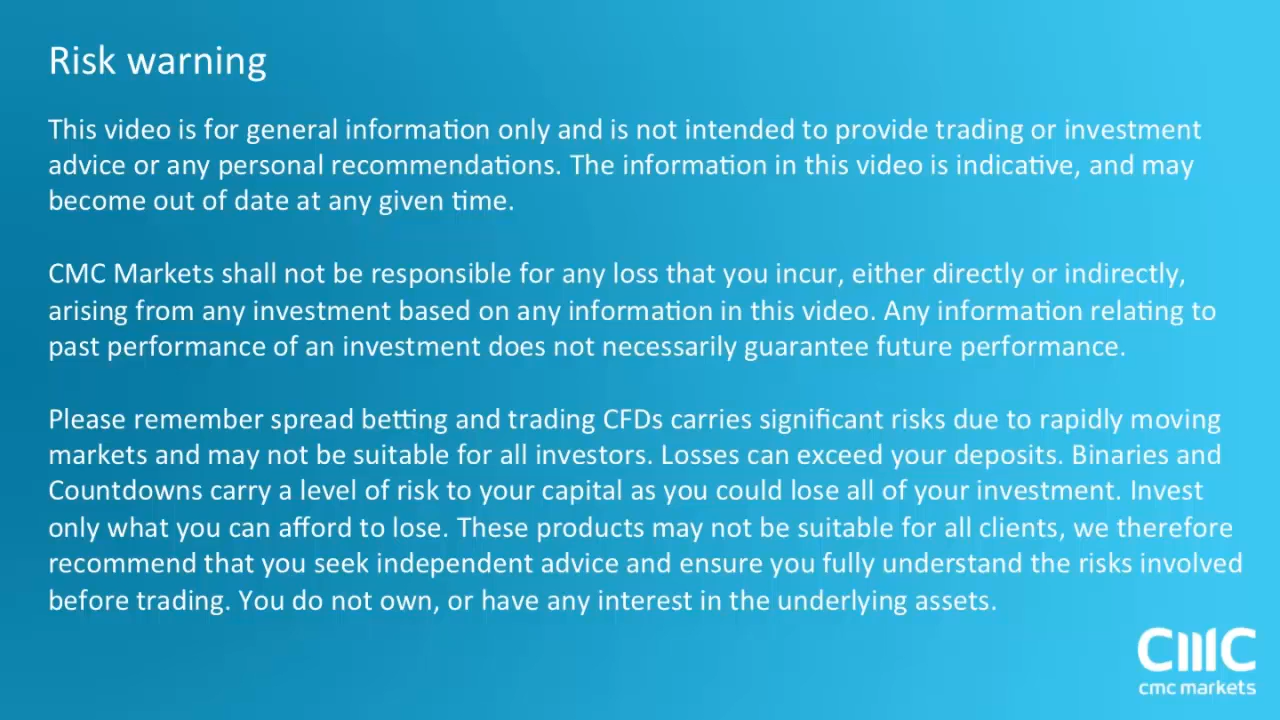 Risk warning
This video is for general information only and is not intended to provide trading or investment
advice or any personal recommendations. The information in this video is indicative, and may
become out of date at any given time.
CMC Markets shall not be responsible for any loss that you incur, either directly or indirectly,
arising from any investment based on any information in this video. Any information relating to
past performance of an investment does not necessarily guarantee future performance.
Please remember spread betting and trading CFDs carries significant risks due to rapidly moving
markets and may not be suitable for all investors. Losses can exceed your deposits. Binaries and
Countdowns carry a level of risk to your capital as you could lose all of your investment. Invest
only what you can afford to lose. These products may not be suitable for all clients, we therefore
recommend that you seek independent advice and ensure you fully understand the risks involved
before trading. You do not own, or have any interest in the underlying assets.
CMC
cmc markets